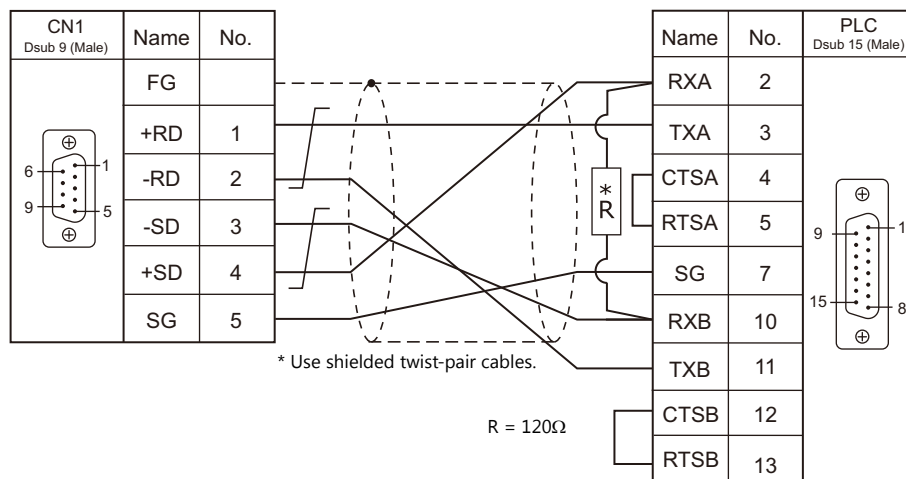 CN1
Dsub 9 (Male)
Name No.
FG
+RD 1
-RD 2
-SD 3
+SD 4
SG 5
6
1
9
5
* Use shielded twist-pair cables.
R = 120Ω
*
R
Name No.
PLC
Dsub 15 (Male)
RXA 2
TXA 3
CTSA 4
RTSA 5
SG 7
RXB 10
TXB 11
CTSB 12
RTSB 13
9
1
15
8